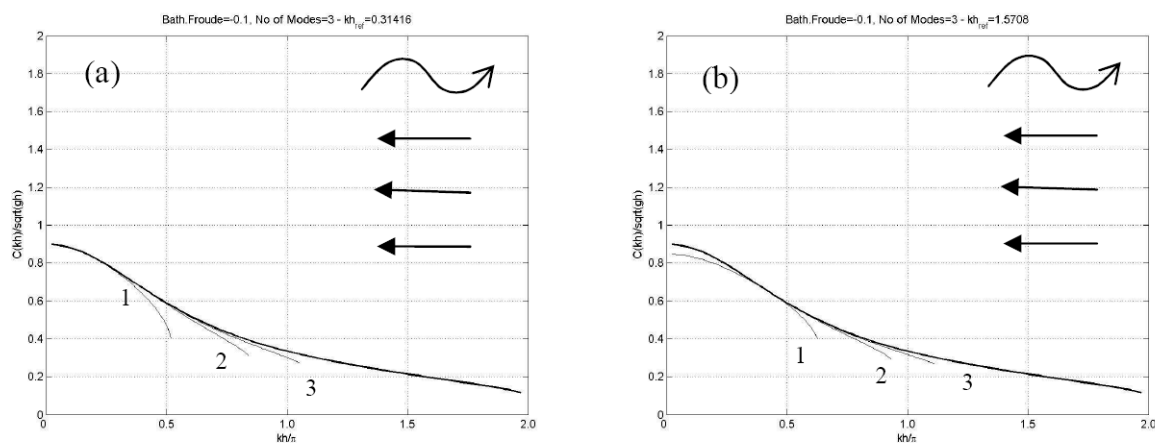 Bath.Froude=-0.1, No of Modes=3 - kh_ref=0.31416
(a)
2
1.8
1.6
1.4
1.2
1
0.8
0.6
0.4
0.2
0
C(kh)/sqrt(gh)
1
2
3
0 0.5 1.0 1.5 2.0
kh/π
Bath.Froude=-0.1, No of Modes=3 - kh_ref=1.5708
(b)
2
1.8
1.6
1.4
1.2
1
0.8
0.6
0.4
0.2
0
C(kh)/sqrt(gh)
1
2
3
0 0.5 1.0 1.5 2.0
kh/π